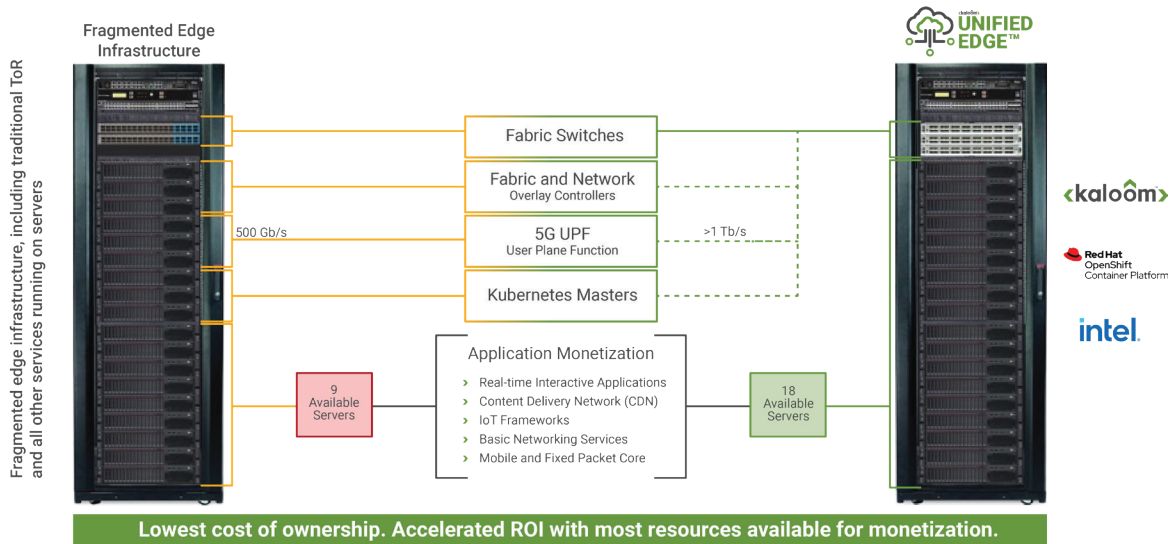 Fragmented edge infrastructure, including traditional ToR
and all other services running on servers
Fragmented Edge
Infrastructure
kaloom
UNIFIED
EDGE™
Fabric Switches
Fabric and Network
Overlay Controllers
500 Gb/s
5G UPF
User Plane Function
>1 Tb/s
Kubernetes Masters
Application Monetization
› Real-time Interactive Applications
› Content Delivery Network (CDN)
› IoT Frameworks
› Basic Networking Services
› Mobile and Fixed Packet Core
9
Available
Servers
18
Available
Servers
<kaloom>
Red Hat
OpenShift
Container Platform
intel.
Lowest cost of ownership. Accelerated ROI with most resources available for monetization.